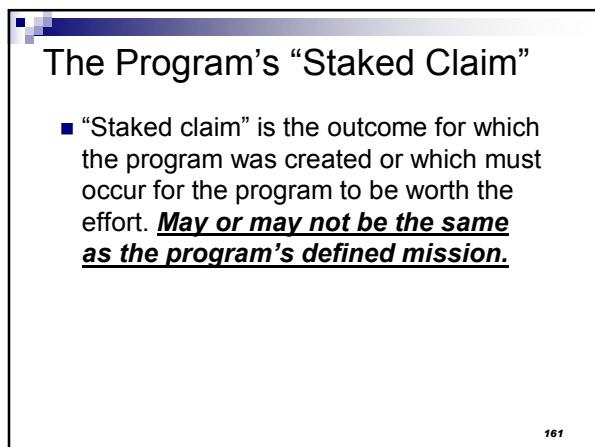 The Program’s “Staked Claim”
“Staked claim” is the outcome for which
the program was created or which must
occur for the program to be worth the
effort. May or may not be the same
as the program’s defined mission.
161